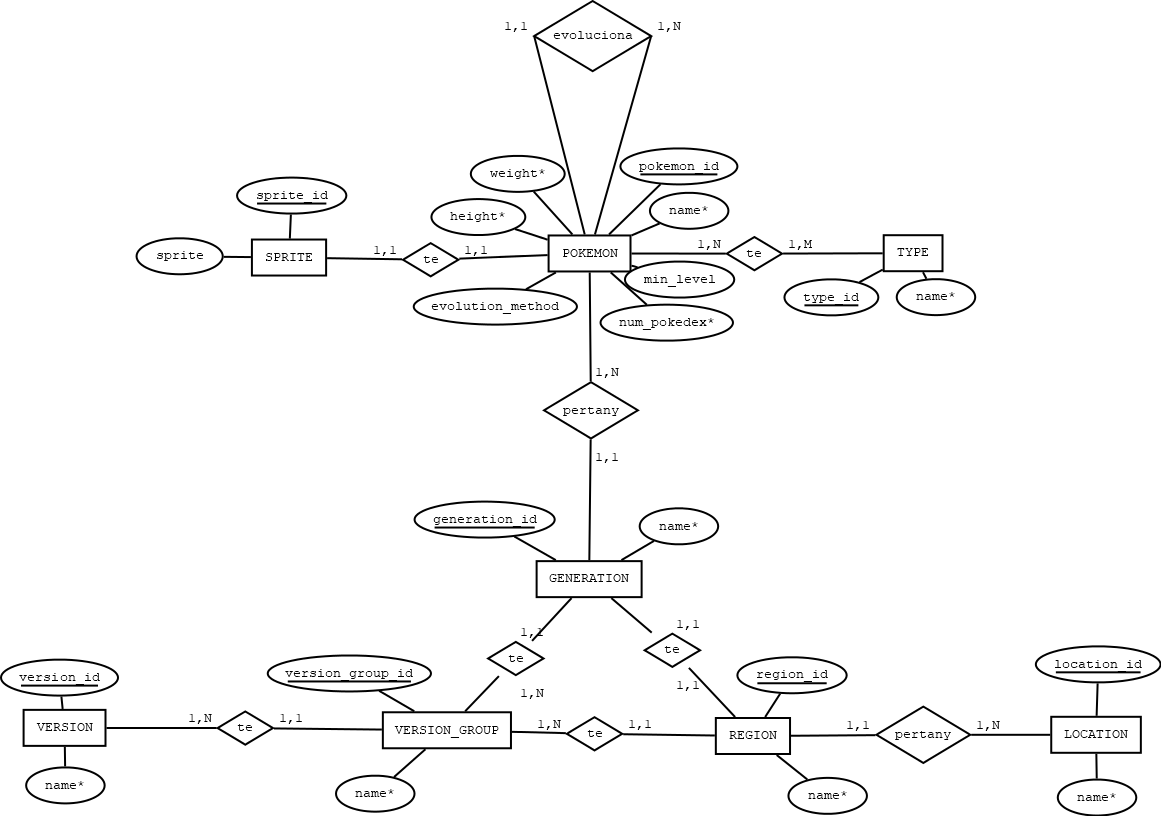 1,1
evoluciona
1,N
weight*
pokemon_id
sprite_id
height*
name*
sprite
SPRITE
1,1
te
1,1
POKEMON
1,N
te
1,M
TYPE
min_level
evolution_method
type_id
name*
num_pokedex*
1,N
pertany
1,1
generation_id
name*
GENERATION
1,1
te
1,1
te
version_id
version_group_id
1,N
1,1
region_id
location_id
VERSION
1,N
te
1,1
VERSION_GROUP
1,N
te
1,1
REGION
1,1
pertany
1,N
LOCATION
name*
name*
name*
name*